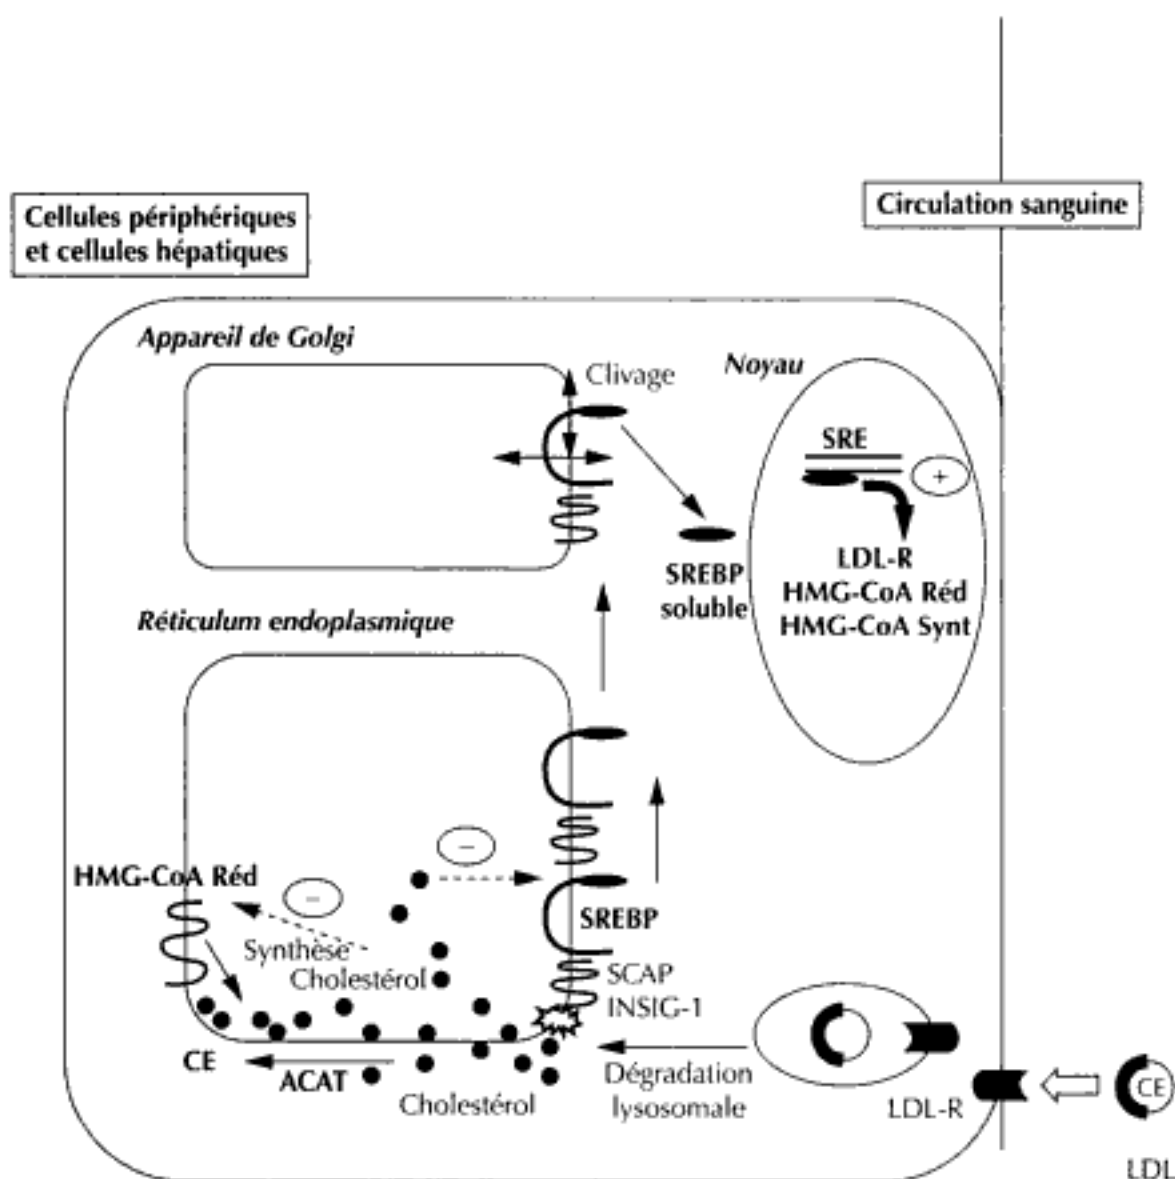 Cellules périphériques
et cellules hépatiques
Circulation sanguine
Appareil de Golgi
Clivage
Noyau
SRE
+
LDL-R
HMG-CoA Réd
HMG-CoA Synt
SREBP
soluble
Réticulum endoplasmique
−
HMG-CoA Réd
−
SREBP
Synthèse
Cholestérol
SCAP
INSIG-1
CE
ACAT
Cholestérol
Dégradation
lysosomale
LDL-R
CE
LDL